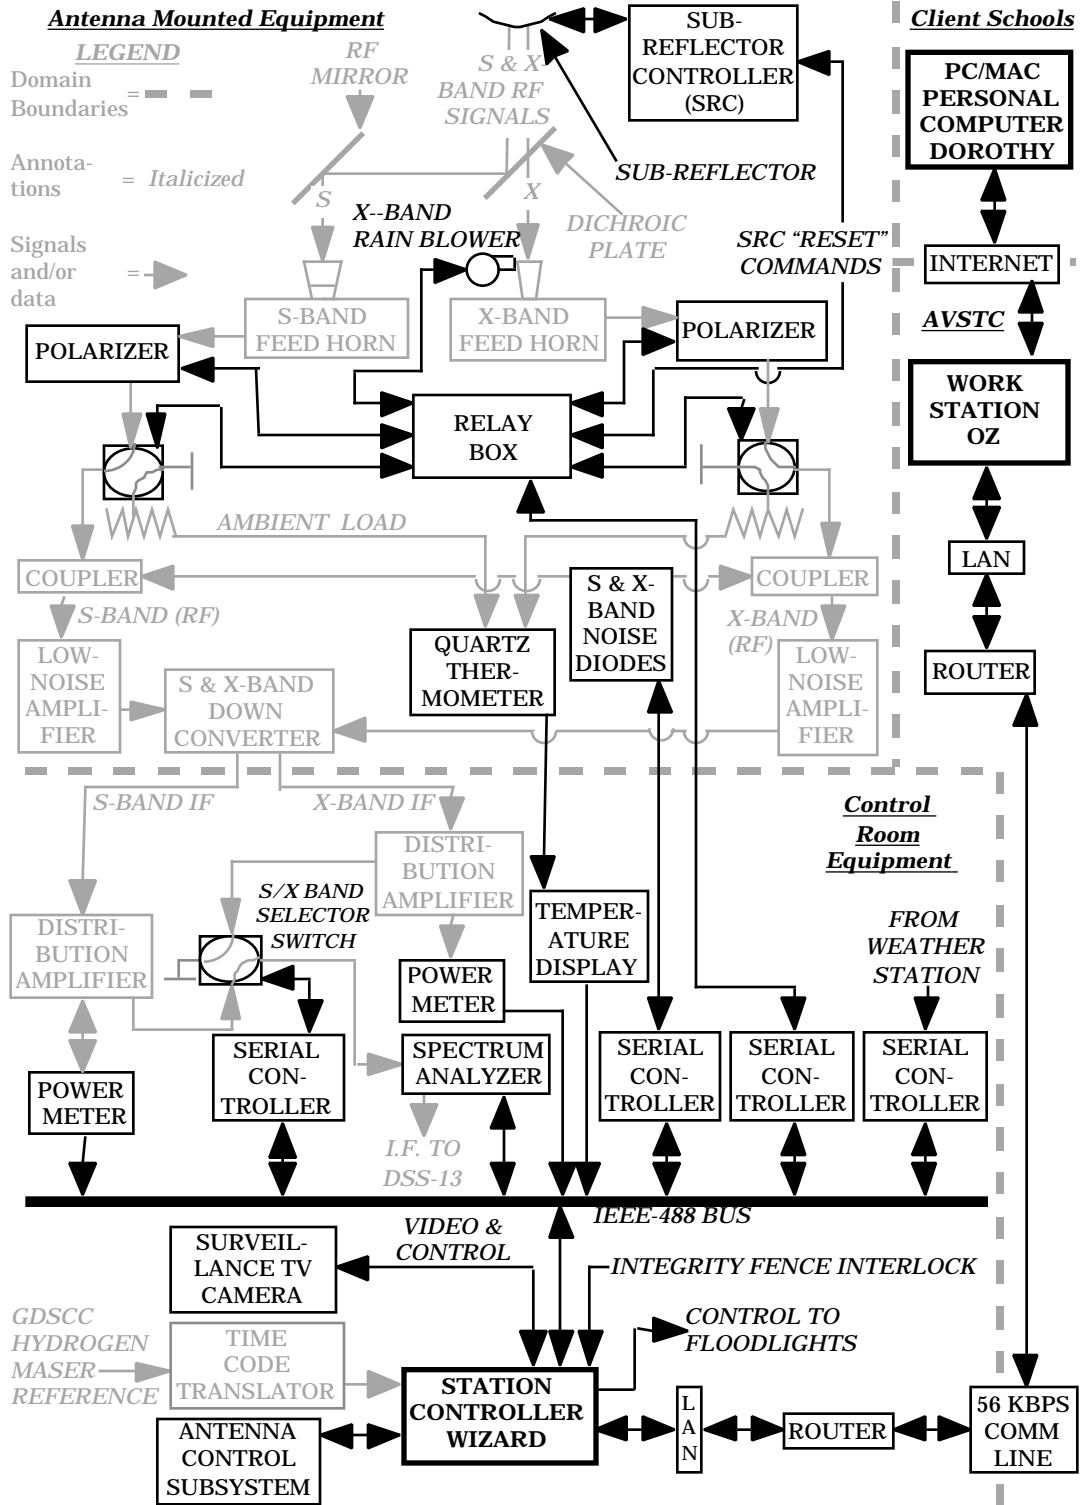 Antenna Mounted Equipment
LEGEND
Domain
Boundaries =
Annota-
tions = Italicized
Signals
and/or =
data
RF
MIRROR
S & X-
BAND RF
SIGNALS
SUB-
REFLECTOR
CONTROLLER
(SRC)
SUB-REFLECTOR
S
X
X--BAND
RAIN BLOWER
DICHROIC
PLATE
SRC “RESET”
COMMANDS
Client Schools
PC/MAC
PERSONAL
COMPUTER
DOROTHY
INTERNET
AVSTC
WORK
STATION
OZ
LAN
ROUTER
S-BAND
FEED HORN
X-BAND
FEED HORN
POLARIZER
POLARIZER
RELAY
BOX
AMBIENT LOAD
COUPLER
COUPLER
S-BAND (RF)
X-BAND
(RF)
S & X-
BAND
NOISE
DIODES
QUARTZ
THER-
MOMETER
LOW-
NOISE
AMPLI-
FIER
S & X-BAND
DOWN
CONVERTER
LOW-
NOISE
AMPLI-
FIER
S-BAND IF
X-BAND IF
Control
Room
Equipment
DISTRI-
BUTION
AMPLIFIER
S/X BAND
SELECTOR
SWITCH
DISTRI-
BUTION
AMPLIFIER
TEMPER-
ATURE
DISPLAY
FROM
WEATHER
STATION
POWER
METER
SERIAL
CON-
TROLLER
SPECTRUM
ANALYZER
SERIAL
CON-
TROLLER
SERIAL
CON-
TROLLER
SERIAL
CON-
TROLLER
POWER
METER
I.F. TO
DSS-13
IEEE-488 BUS
VIDEO &
CONTROL
SURVEIL-
LANCE TV
CAMERA
INTEGRITY FENCE INTERLOCK
GDSCC
HYDROGEN
MASER
REFERENCE
TIME
CODE
TRANSLATOR
CONTROL TO
FLOODLIGHTS
STATION
CONTROLLER
WIZARD
ANTENNA
CONTROL
SUBSYSTEM
L
A
N
ROUTER
56 KBPS
COMM
LINE